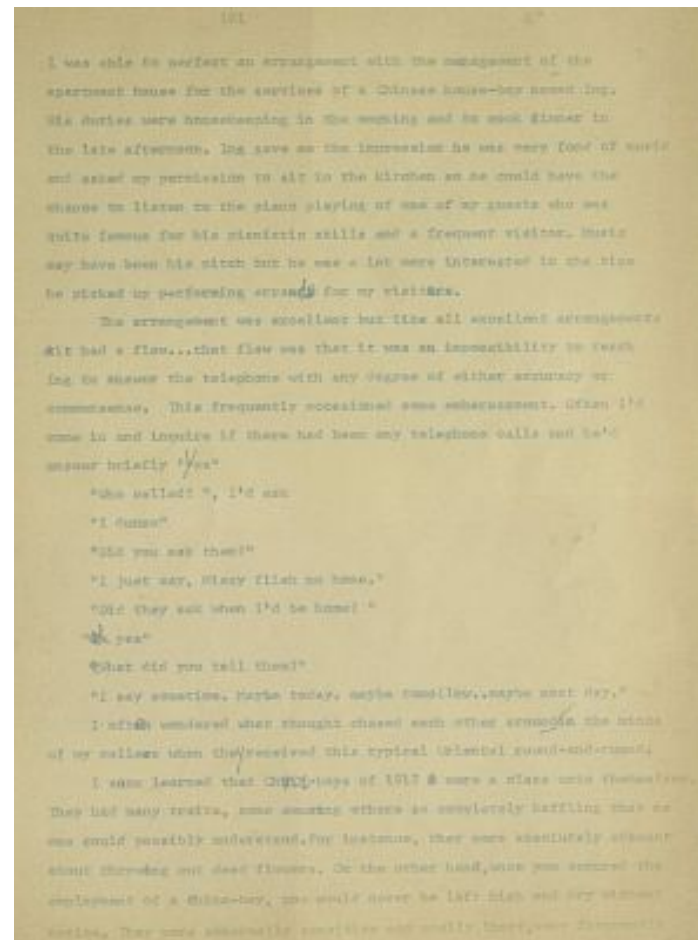 181
I was able to perfect an arrangement with the management of the
apartment house for the services of a Chinese house-boy named Ing.
His duties were housekeeping in the morning and to cook dinner in
the late afternoon. Ing gave me the impression he was very fond of music
and asked my permission to sit in the kitchen so he could have the
chance to listen to the piano playing of one of my guests who was
quite famous for his pianistic skills and a frequent visitor. Music
may have been his pitch but he was a lot more interested in the tips
he picked up performing errands for my visitors.
The arrangement was excellent but like all excellent arrangements
it had a flaw...that flaw was that it was an impossibility to teach
Ing to answer the telephone with any degree of either accuracy or
commonsense. This frequently occasioned some embarassment. Often I'd
come in and inquire if there had been any telephone calls and he'd
answer briefly "yes"
"Who called? ", I'd ask
"I dunno"
"Did you ask them?"
"I just say, Missy flish no home."
"Did they ask when I'd be home? "
yes"
"What did you tell them?"
"I say sometime. Maybe today, maybe tomollow..maybe next day."
I often wondered what thought chased each other around in the minds
of my callers when they received this typical Oriental round-and-round.
I soon learned that China-boys of 1917 were a class unto themselves.
They had many traits, some amusing others so completely baffling that no
one could possibly understand.For instance, they were absolutely
about throwing out dead flowers. On the other hand,once you secured the
employment of a China-boy, you would never be left high and dry without
notice. They were